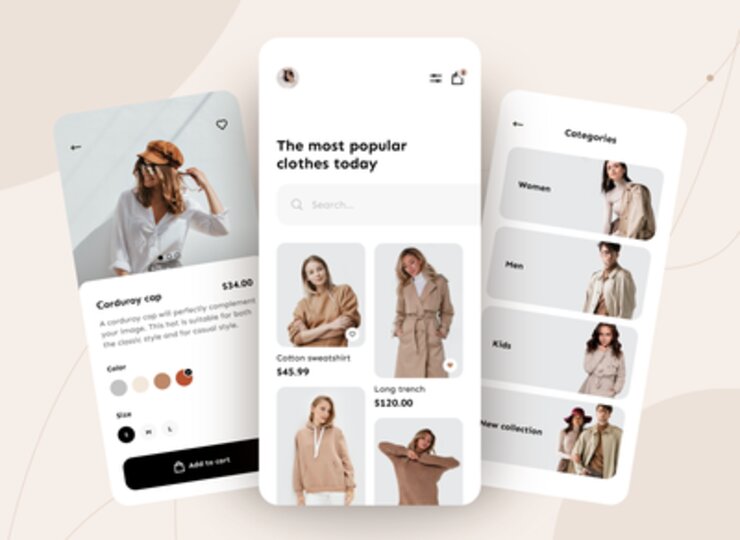 Corduroy cap
$34.00
A corduroy cap will perfectly complement
your image. This hat is suitable for both
the classic style and for casual style.
Color
Size
M
L
Add to cart
The most popular
clothes today
Search...
Cotton sweatshirt
$45.99
Long trench
$120.00
Categories
Women
Men
Kids
New collection